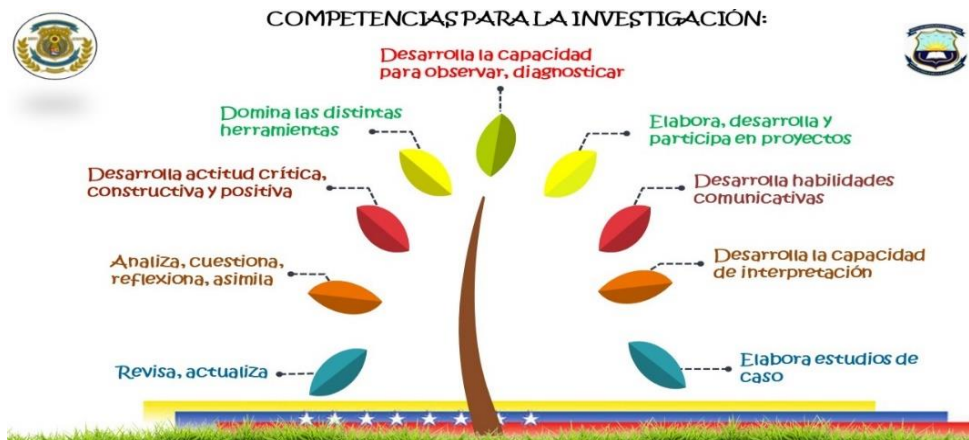 COMPETENCIAS PARA LA INVESTIGACIÓN:
Desarrolla la capacidad
para observar, diagnosticar
Domina las distintas
herramientas
Elabora, desarrolla y
participa en proyectos
Desarrolla actitud crítica,
constructiva y positiva
Desarrolla habilidades
comunicativas
Analiza, cuestiona,
reflexiona, asimila
Desarrolla la capacidad
de interpretación
Revisa, actualiza
Elabora estudios de
caso